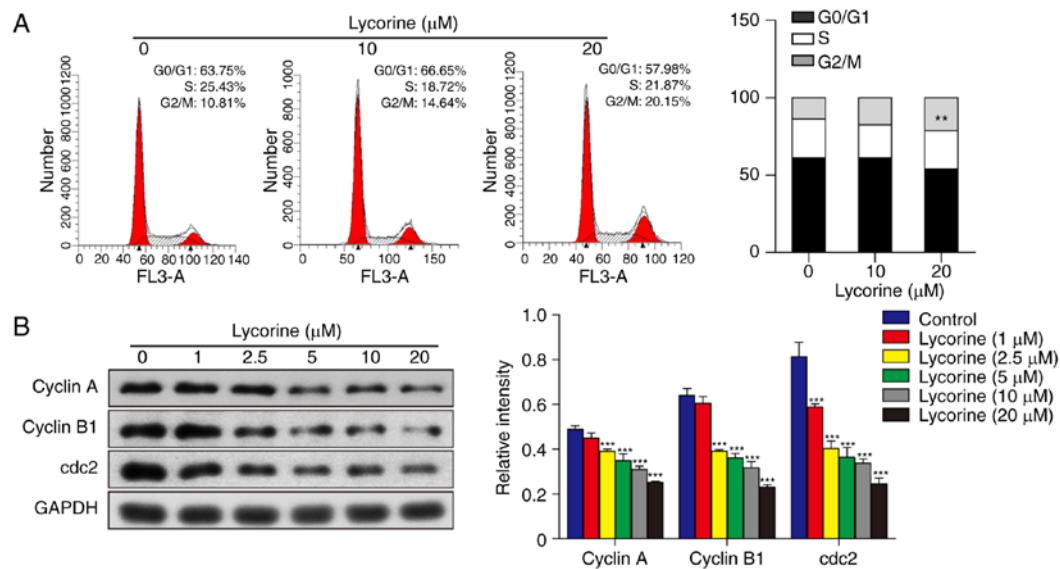 A
Lycorine (μM)
0 10 20
G0/G1: 63.75%
S: 25.43%
G2/M: 10.81%
G0/G1: 66.65%
S: 18.72%
G2/M: 14.64%
G0/G1: 57.98%
S: 21.87%
G2/M: 20.15%
Number
0 200 400 600 800 1000 1200
0 20 40 60 80 100 120 140
FL3-A
Number
0 200 400 600 800 1000
0 50 100 150
FL3-A
Number
0 200 400 600 800 1000 1200
0 20 40 60 80 100 120
FL3-A
150
100
50
0
G0/G1
S
G2/M
**
0 10 20
Lycorine (μM)
B
Lycorine (μM)
0 1 2.5 5 10 20
Cyclin A
Cyclin B1
cdc2
GAPDH
Relative intensity
1.0
0.8
0.6
0.4
0.2
0
*** *** *** ***
*** *** *** ***
*** *** *** *** ***
Cyclin A Cyclin B1 cdc2
Control
Lycorine (1 μM)
Lycorine (2.5 μM)
Lycorine (5 μM)
Lycorine (10 μM)
Lycorine (20 μM)